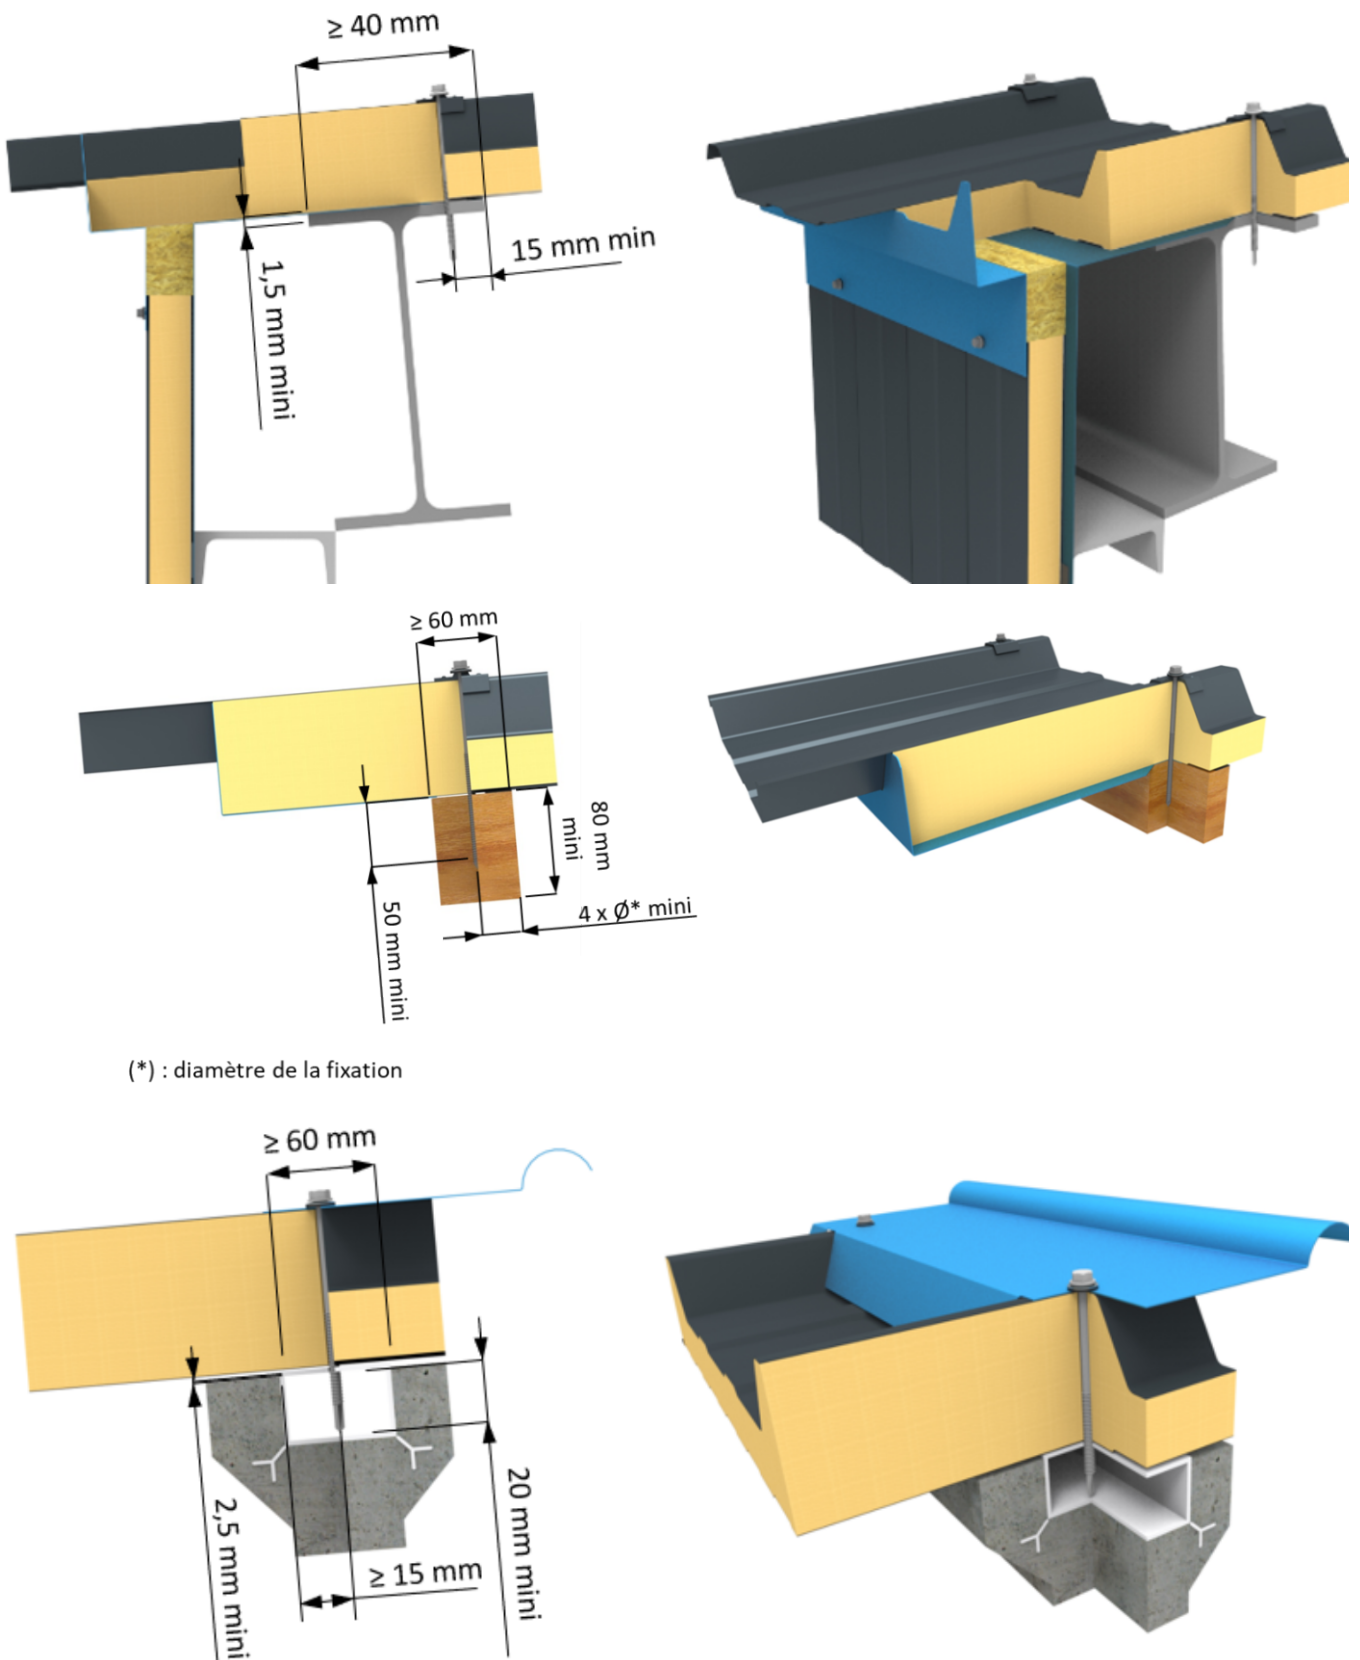 ≥ 40 mm
15 mm min
1,5 mm mini
≥ 60 mm
80 mm
mini
4 x Ø* mini
50 mm mini
(*) : diamètre de la fixation
≥ 60 mm
2,5 mm mini
20 mm mini
≥ 15 mm